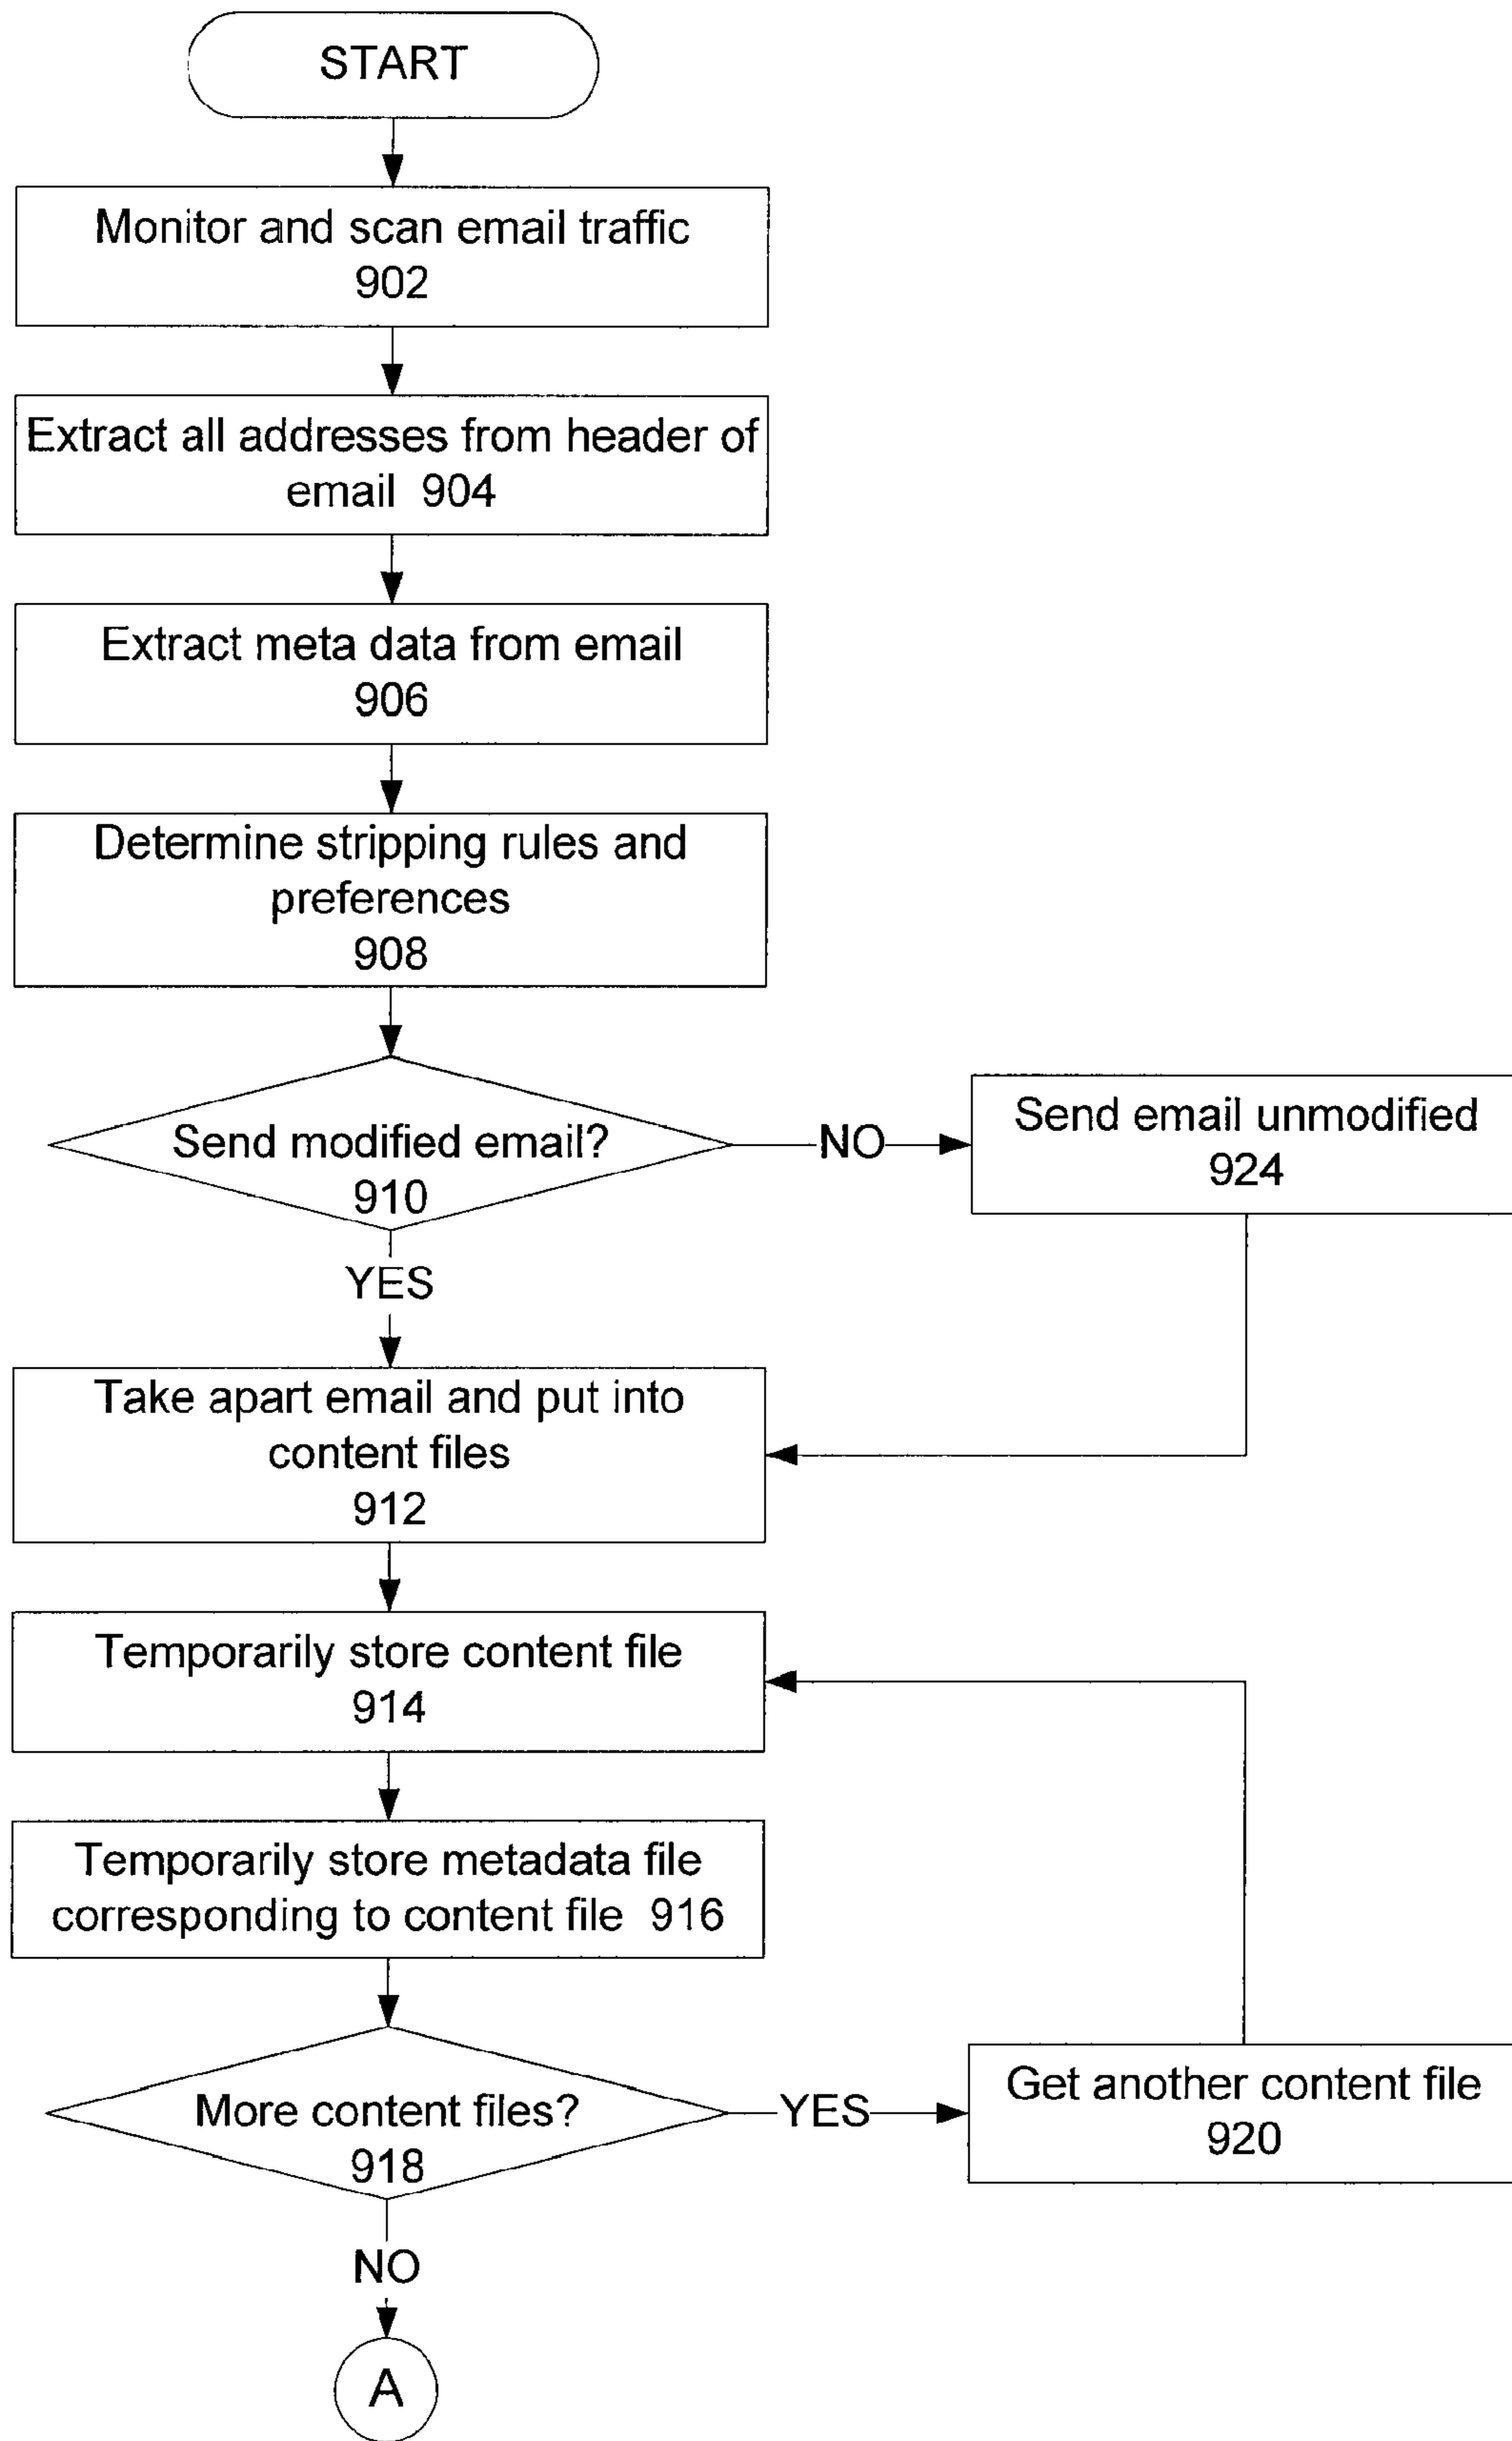 START
Monitor and scan email traffic
902
Extract all addresses from header of
email 904
Extract meta data from email
906
Determine stripping rules and
preferences
908
Send modified email?
910
NO
Send email unmodified
924
YES
Take apart email and put into
content files
912
Temporarily store content file
914
Temporarily store metadata file
corresponding to content file 916
More content files?
918
YES
Get another content file
920
NO
A